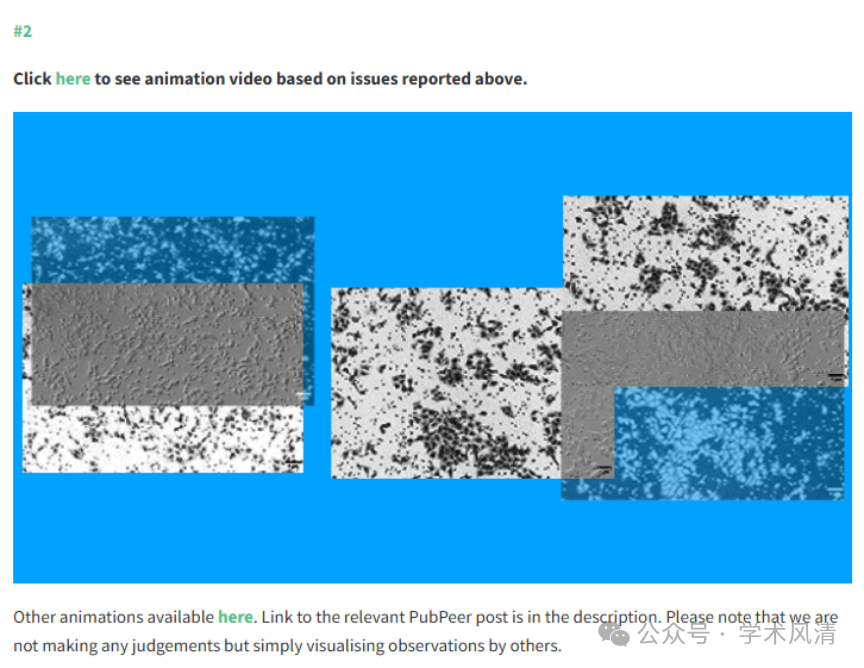 #2
Click here to see animation video based on issues reported above.
Other animations available here. Link to the relevant PubPeer post is in the description. Please note that we are
not making any judgements but simply visualising observations by others.
公众号 · 学术风清